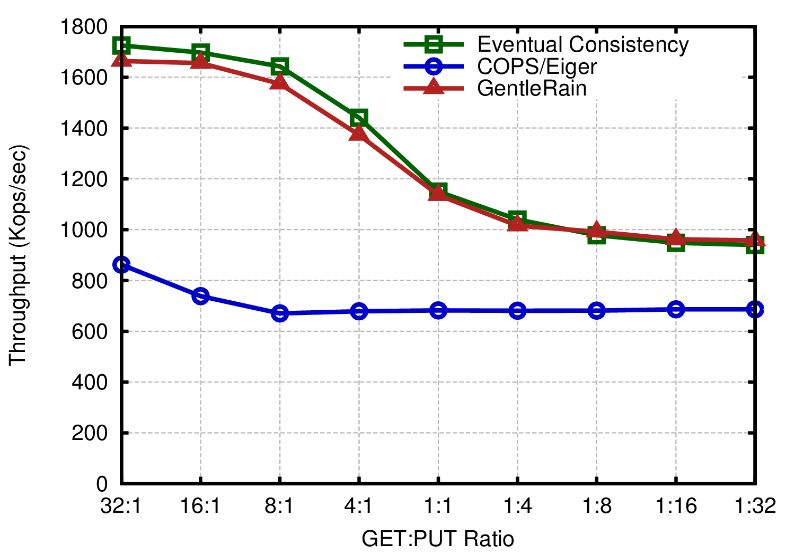 1800
1600
1400
1200
1000
800
600
400
200
0
Throughput (Kops/sec)
Eventual Consistency
COPS/Eiger
GentleRain
32:1 16:1 8:1 4:1 1:1 1:4 1:8 1:16 1:32
GET:PUT Ratio